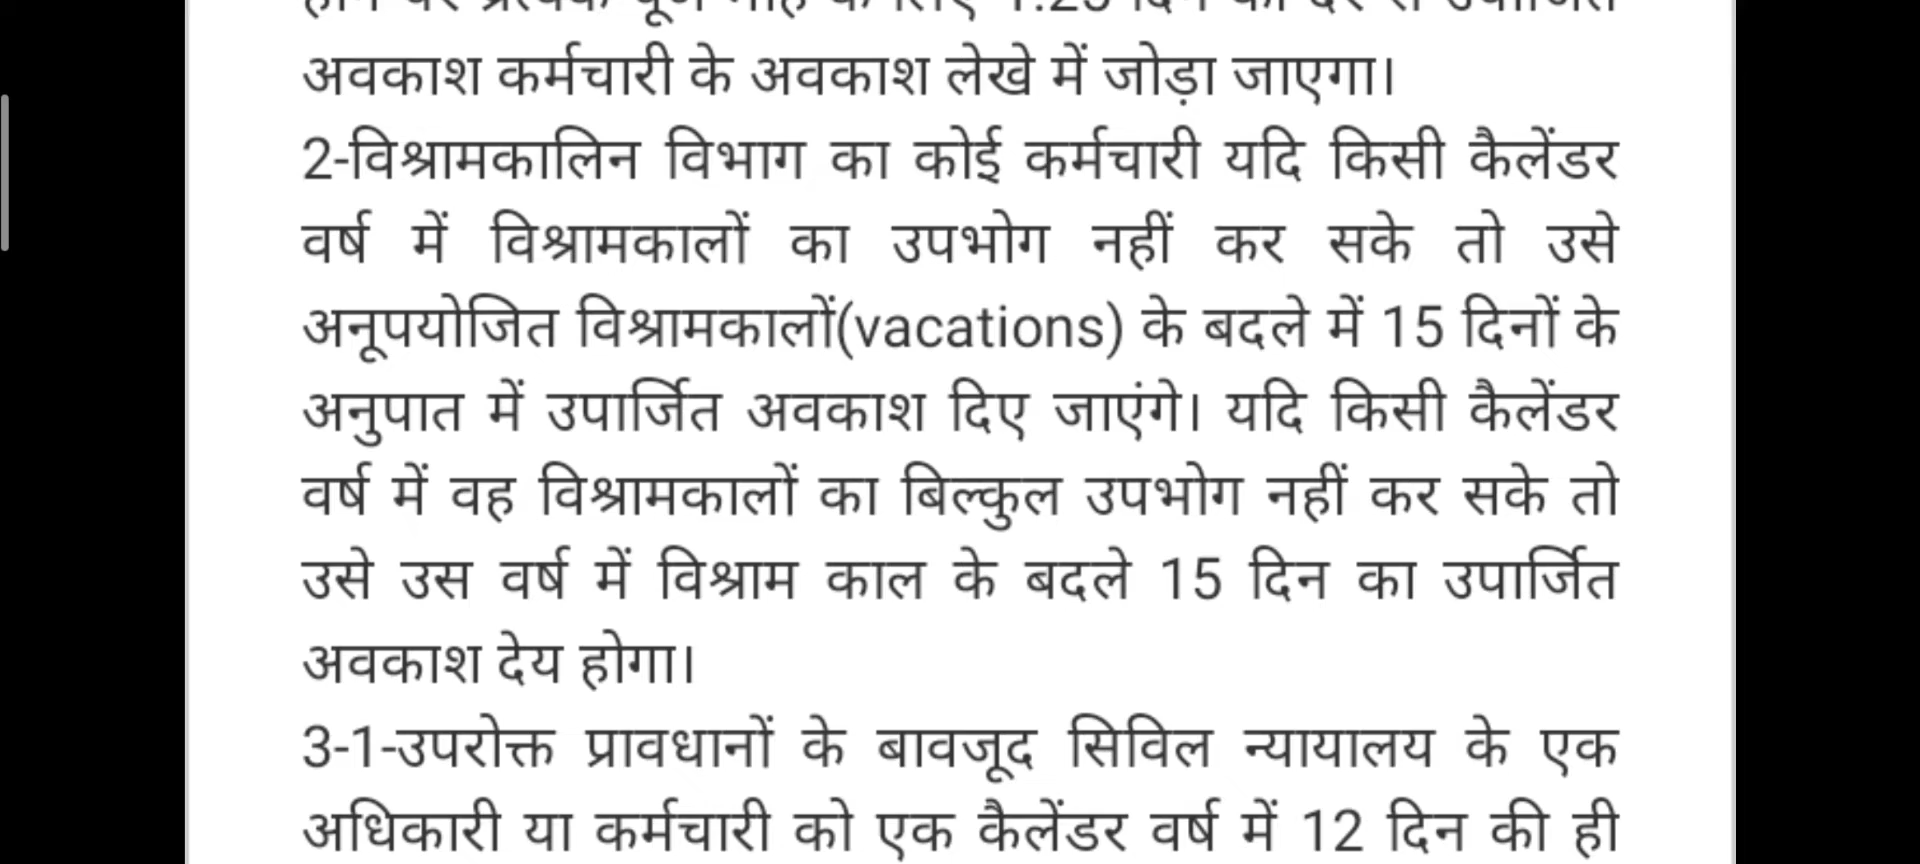 अवकाश कर्मचारी के अवकाश लेखे में जोड़ा जाएगा।
2-विश्रामकालिन विभाग का कोई कर्मचारी यदि किसी कैलेंडर
वर्ष में विश्रामकालों का उपभोग नहीं कर सके तो उसे
अनूपयोजित विश्रामकालों(vacations) के बदले में 15 दिनों के
अनुपात में उपार्जित अवकाश दिए जाएंगे। यदि किसी कैलेंडर
वर्ष में वह विश्रामकालों का बिल्कुल उपभोग नहीं कर सके तो
उसे उस वर्ष में विश्राम काल के बदले 15 दिन का उपार्जित
अवकाश देय होगा।
3-1-उपरोक्त प्रावधानों के बावजूद सिविल न्यायालय के एक
अधिकारी या कर्मचारी को एक कैलेंडर वर्ष में 12 दिन की ही